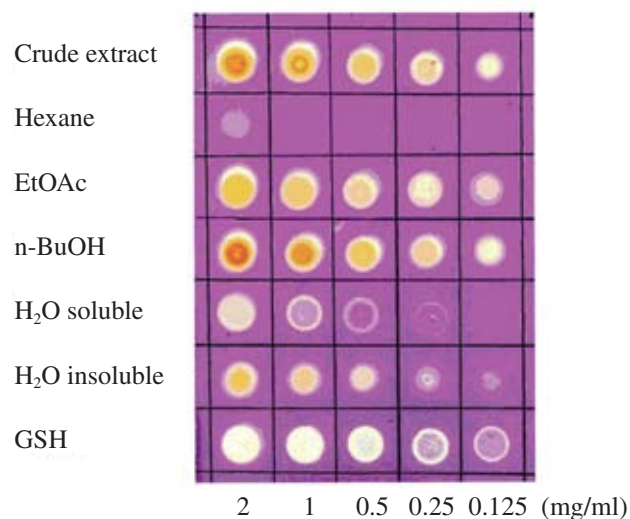 Crude extract
Hexane
EtOAc
n-BuOH
H₂O soluble
H₂O insoluble
GSH
2 1 0.5 0.25 0.125 (mg/ml)